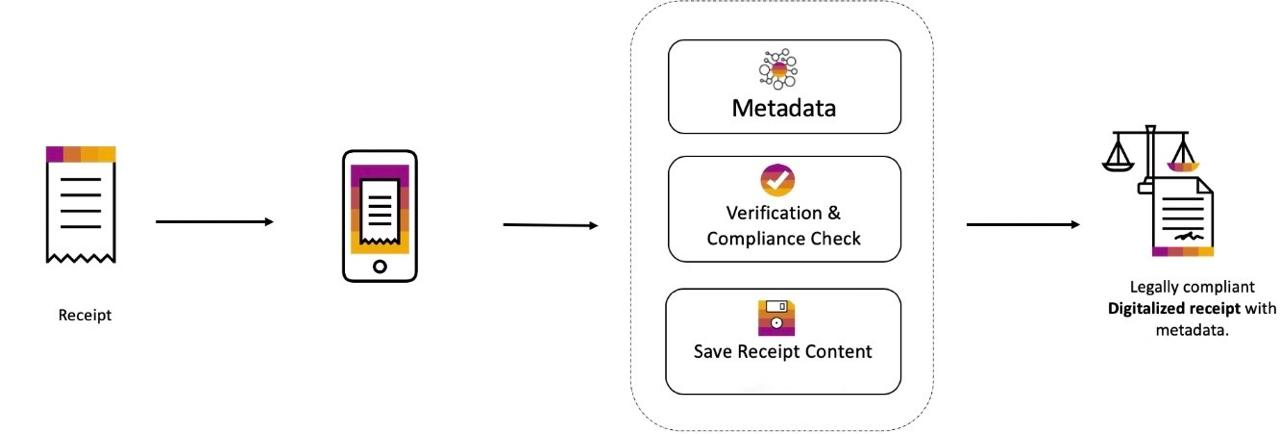 Receipt
Metadata
Verification &
Compliance Check
Save Receipt Content
Legally compliant
Digitalized receipt with
metadata.